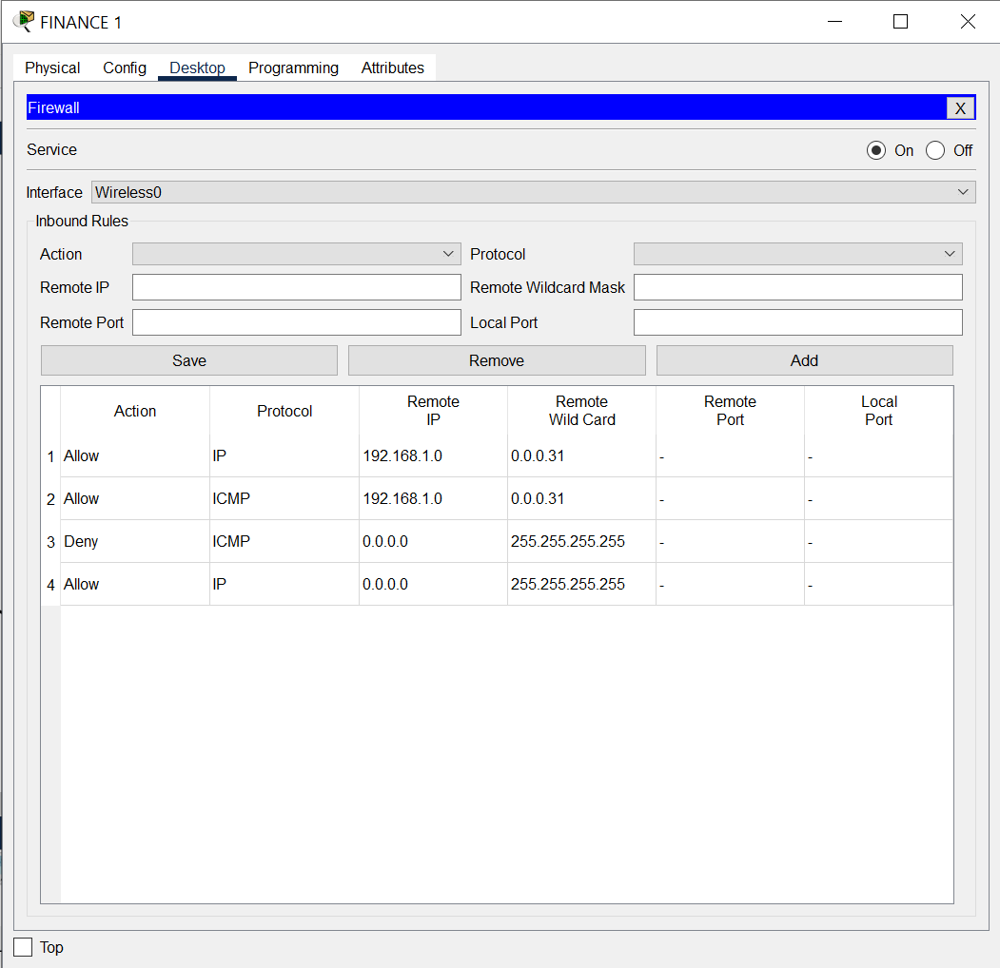 FINANCE 1
Physical Config Desktop Programming Attributes
Firewall X
Service On Off
Interface Wireless0
Inbound Rules
Action Protocol
Remote IP Remote Wildcard Mask
Remote Port Local Port
Save Remove Add
Action Protocol Remote IP Remote Wild Card Remote Port Local Port
1 Allow IP 192.168.1.0 0.0.0.31 - -
2 Allow ICMP 192.168.1.0 0.0.0.31 - -
3 Deny ICMP 0.0.0.0 255.255.255.255 - -
4 Allow IP 0.0.0.0 255.255.255.255 - -
Top